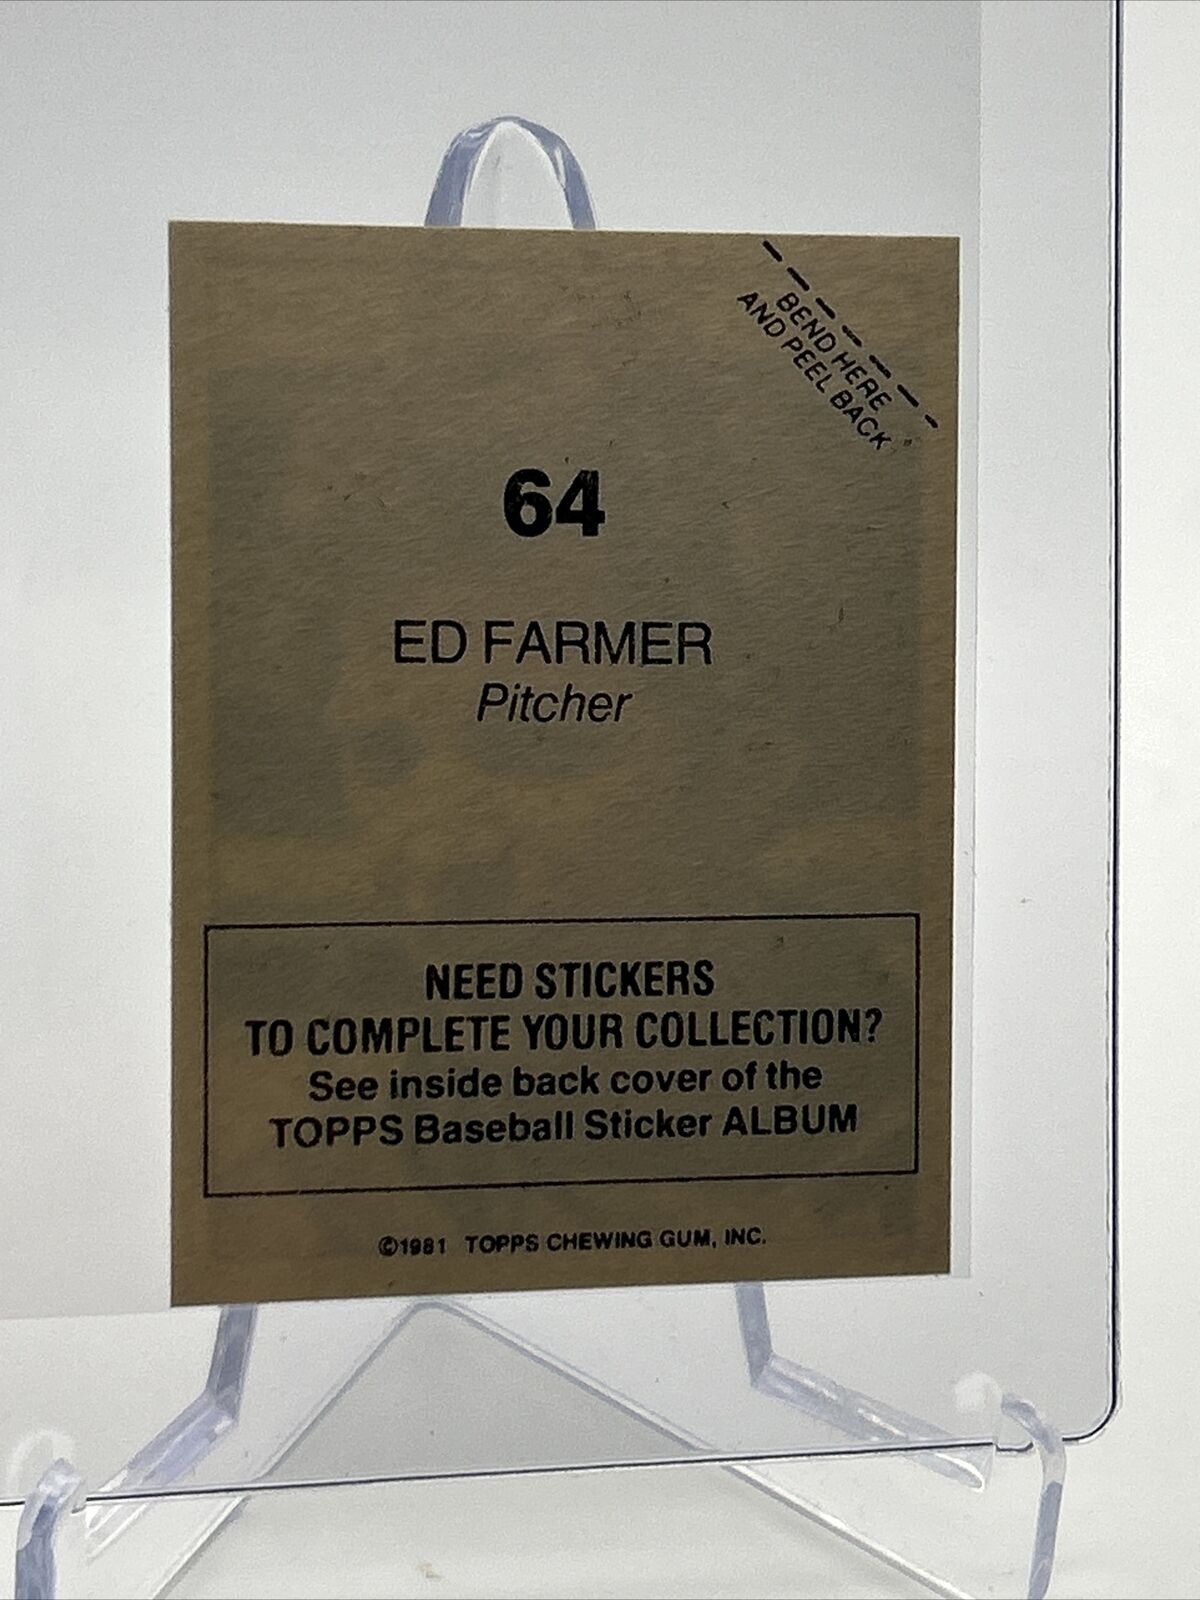 BEND HERE
AND PEEL BACK
64
ED FARMER
Pitcher
NEED STICKERS
TO COMPLETE YOUR COLLECTION?
See inside back cover of the
TOPPS Baseball Sticker ALBUM
©1981 TOPPS CHEWING GUM, INC.